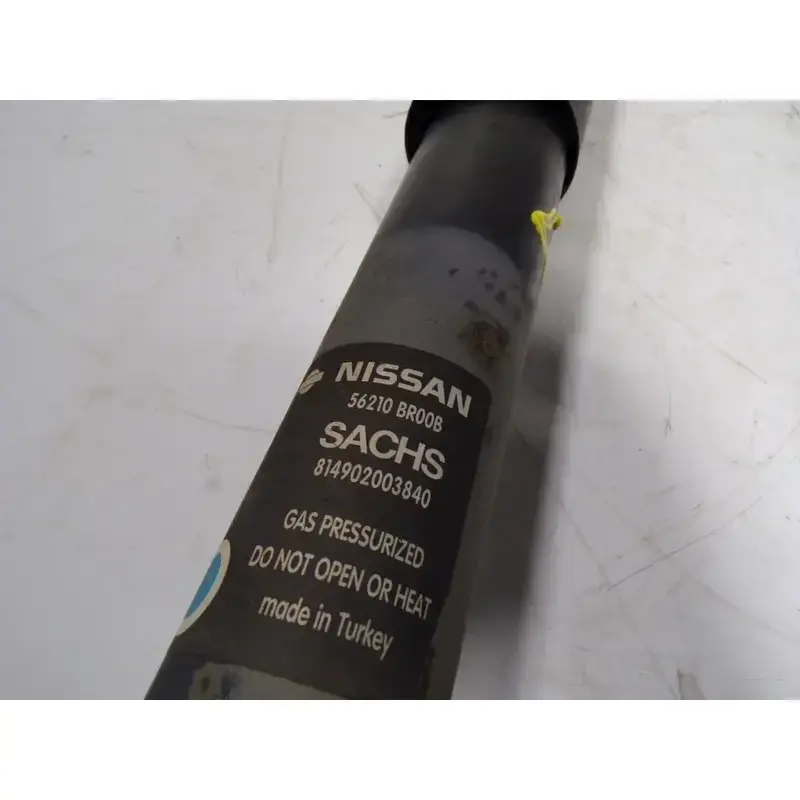 NISSAN
56210 BR00B
SACHS
814902003840
GAS PRESSURIZED
DO NOT OPEN OR HEAT
made in Turkey